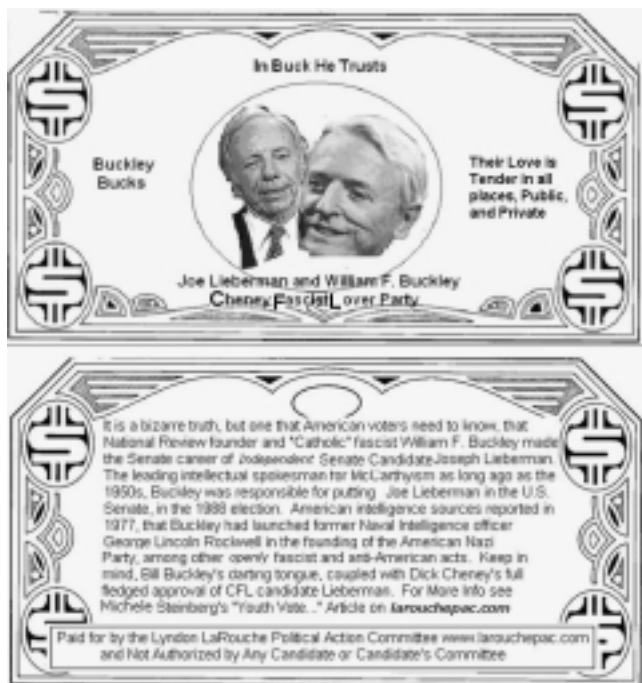 In Buck He Trusts
Buckley
Bucks
Their Love is
Tender in all
places, Public,
and Private
Joe Lieberman and William F. Buckley
Cheney Fascist Lover Party
It is a bizarre truth, but one that American voters need to know, that
National Review founder and "Catholic" fascist William F. Buckley made
the Senate career of Independent Senate Candidate Joseph Lieberman.
The leading intellectual spokesman for McCarthyism as long ago as the
1950s, Buckley was responsible for putting Joe Lieberman in the U.S.
Senate, in the 1988 election. American intelligence sources reported in
1977, that Buckley had launched former Naval Intelligence officer
George Lincoln Rockwell in the founding of the American Nazi
Party, among other openly fascist and anti-American acts. Keep in
mind, Bill Buckley's darting tongue, coupled with Dick Cheney's full
fledged approval of CFL candidate Lieberman. For More Info see
Michele Steinberg's "Youth Vote..." Article on larouchepac.com
Paid for by the Lyndon LaRouche Political Action Committee www.larouchepac.com
and Not Authorized by Any Candidate or Candidate's Committee